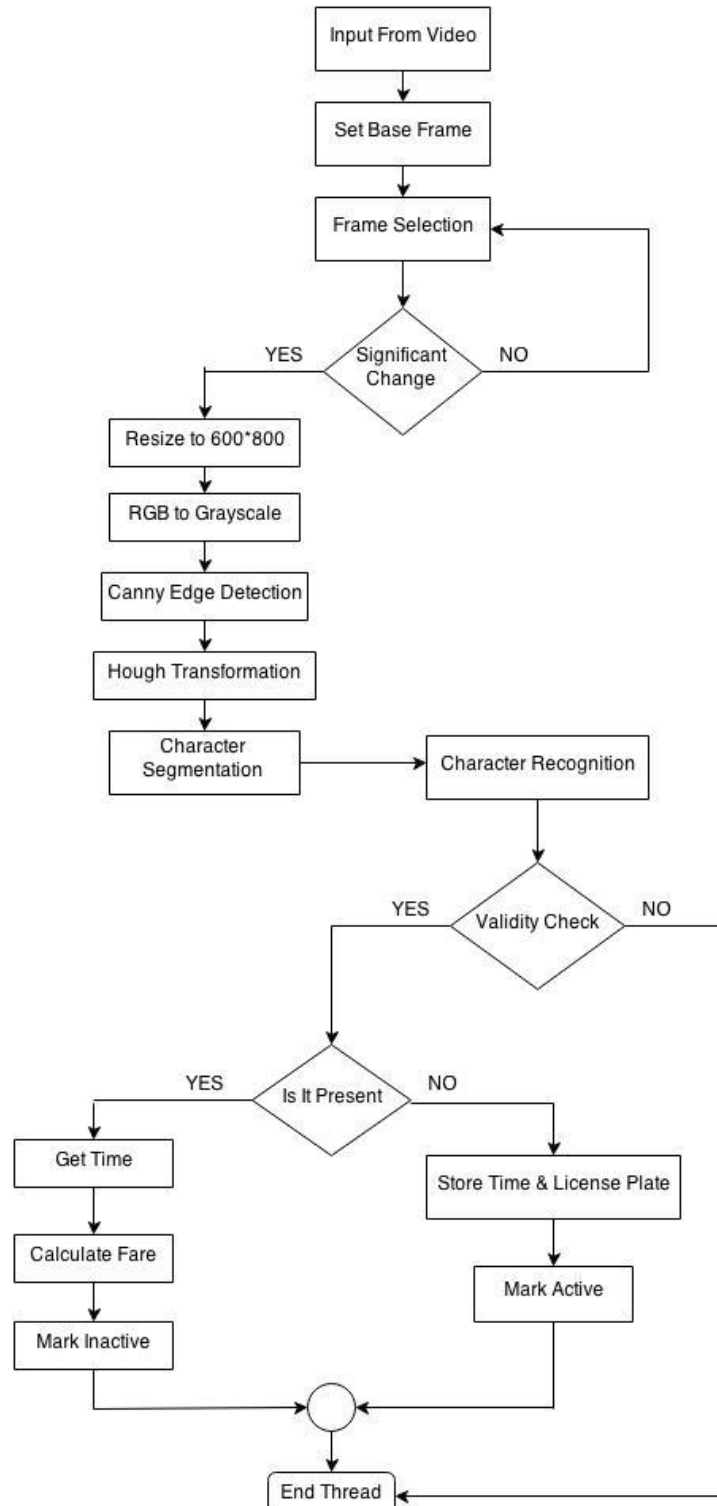 Input From Video
Set Base Frame
Frame Selection
YES
Significant
Change
NO
Resize to 600*800
RGB to Grayscale
Canny Edge Detection
Hough Transformation
Character
Segmentation
Character Recognition
YES
Validity Check
NO
YES
Is It Present
NO
Get Time
Store Time & License Plate
Calculate Fare
Mark Active
Mark Inactive
End Thread